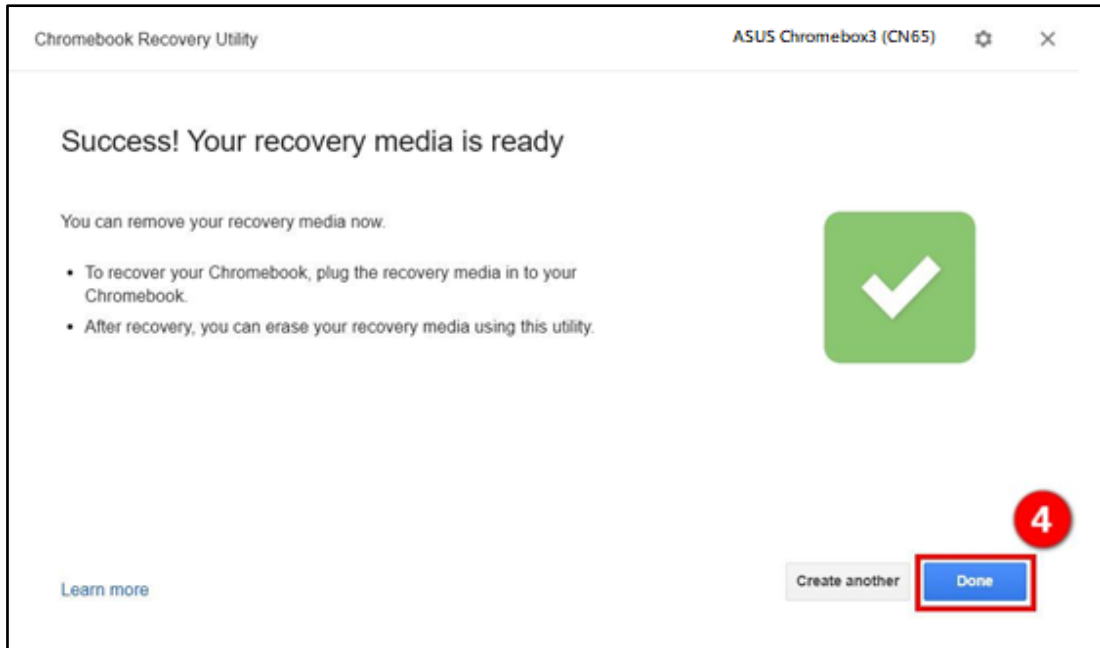 Chromebook Recovery Utility
ASUS Chromebox3 (CN65)
Success! Your recovery media is ready
You can remove your recovery media now.
• To recover your Chromebook, plug the recovery media in to your
Chromebook.
• After recovery, you can erase your recovery media using this utility.
4
Learn more
Create another
Done